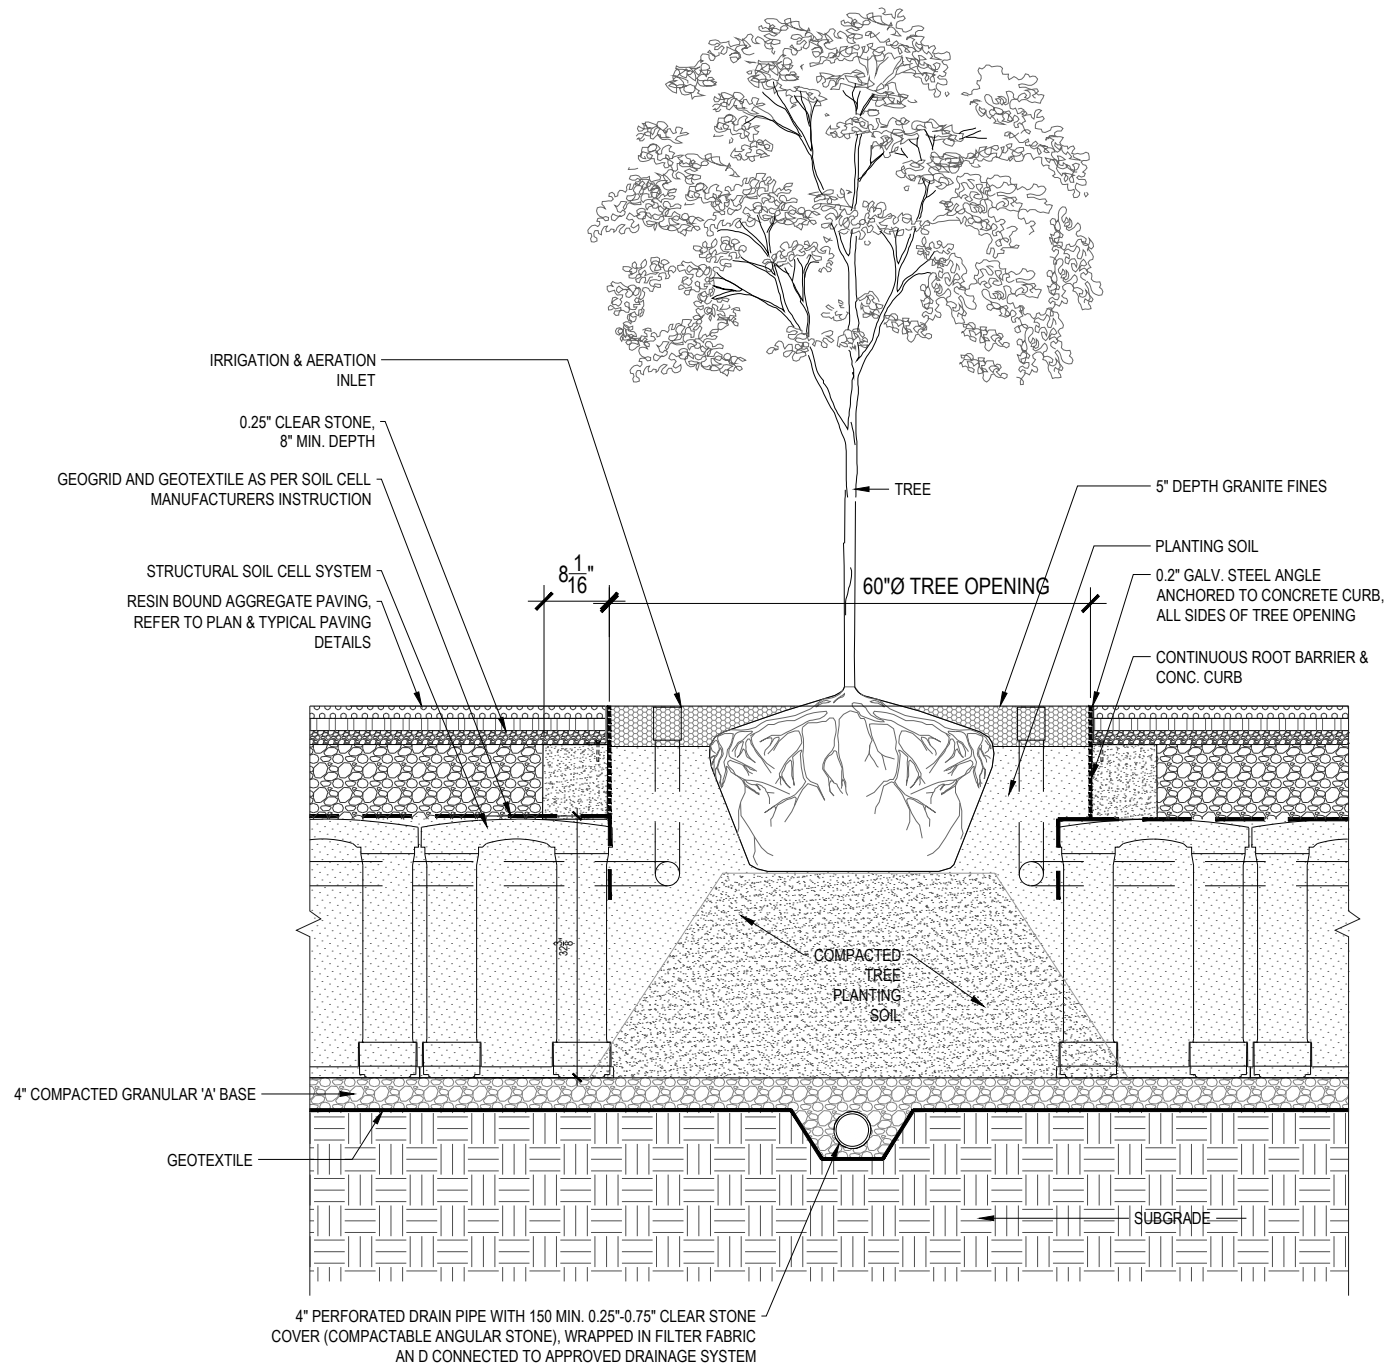 IRRIGATION & AERATION
INLET
0.25" CLEAR STONE,
8" MIN. DEPTH
GEOGRID AND GEOTEXTILE AS PER SOIL CELL
MANUFACTURERS INSTRUCTION
STRUCTURAL SOIL CELL SYSTEM
RESIN BOUND AGGREGATE PAVING,
REFER TO PLAN & TYPICAL PAVING
DETAILS
8 1/16"
60"Ø TREE OPENING
TREE
5" DEPTH GRANITE FINES
PLANTING SOIL
0.2" GALV. STEEL ANGLE
ANCHORED TO CONCRETE CURB,
ALL SIDES OF TREE OPENING
CONTINUOUS ROOT BARRIER &
CONC. CURB
COMPACTED
TREE
PLANTING
SOIL
4" COMPACTED GRANULAR 'A' BASE
GEOTEXTILE
SUBGRADE
4" PERFORATED DRAIN PIPE WITH 150 MIN. 0.25"-0.75" CLEAR STONE
COVER (COMPACTABLE ANGULAR STONE), WRAPPED IN FILTER FABRIC
AN D CONNECTED TO APPROVED DRAINAGE SYSTEM